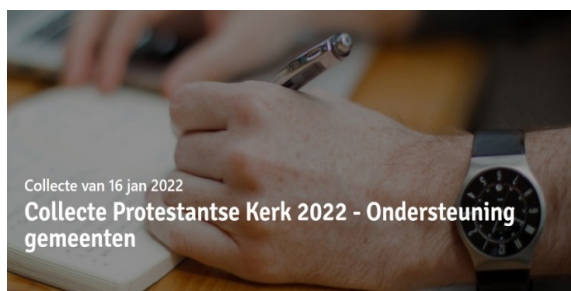 Collecte van 16 jan 2022
Collecte Protestantse Kerk 2022 - Ondersteuning
gemeenten